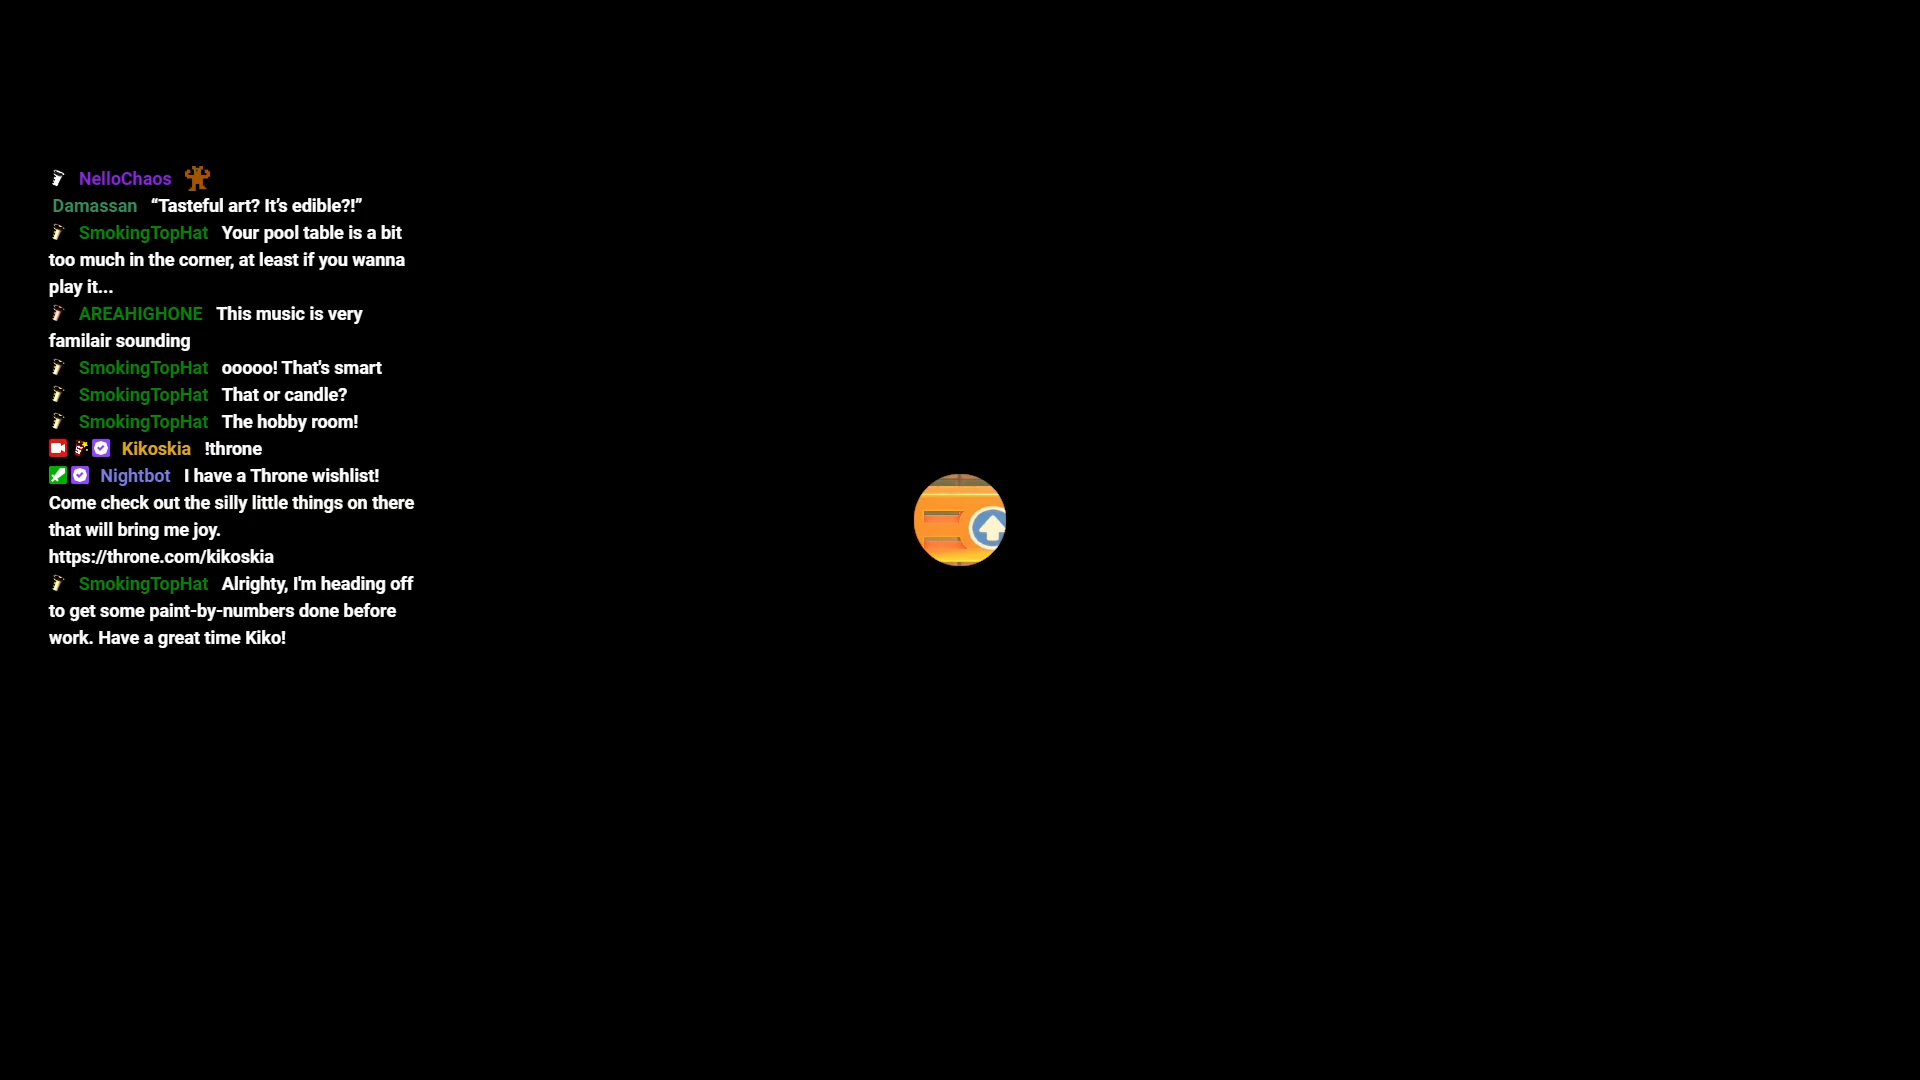 NelloChaos
Damassan “Tasteful art? It’s edible?!”
SmokingTopHat Your pool table is a bit
too much in the corner, at least if you wanna
play it...
AREAHIGHONE This music is very
familair sounding
SmokingTopHat ooooo! That's smart
SmokingTopHat That or candle?
SmokingTopHat The hobby room!
Kikoskia !throne
Nightbot I have a Throne wishlist!
Come check out the silly little things on there
that will bring me joy.
https://throne.com/kikoskia
SmokingTopHat Alrighty, I'm heading off
to get some paint-by-numbers done before
work. Have a great time Kiko!